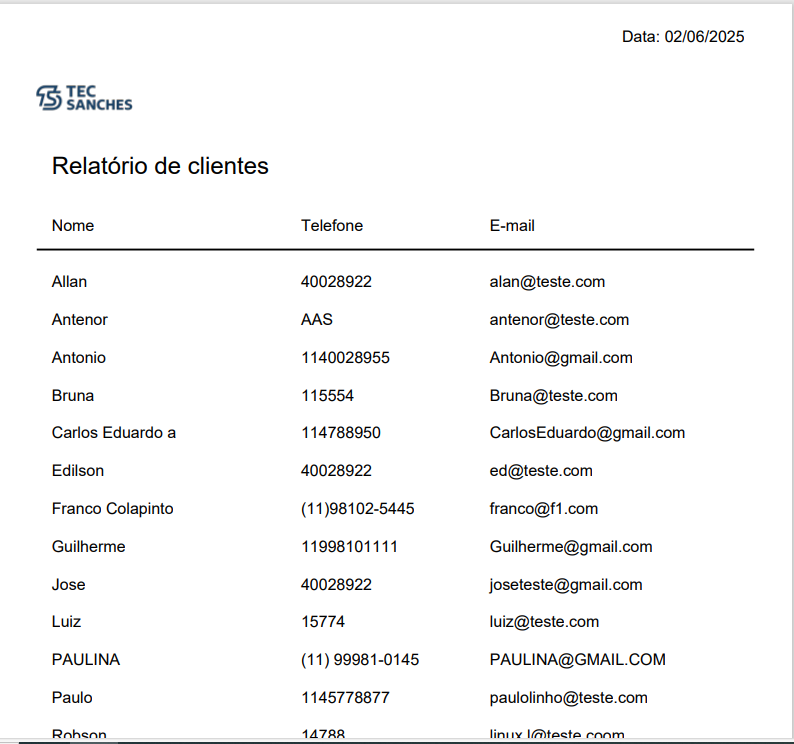 Data: 02/06/2025
TEC
SANCHES
Relatório de clientes
Nome Telefone E-mail
Allan 40028922 alan@teste.com
Antenor AAS antenor@teste.com
Antonio 1140028955 Antonio@gmail.com
Bruna 115554 Bruna@teste.com
Carlos Eduardo a 114788950 CarlosEduardo@gmail.com
Edilson 40028922 ed@teste.com
Franco Colapinto (11)98102-5445 franco@f1.com
Guilherme 11998101111 Guilherme@gmail.com
Jose 40028922 joseteste@gmail.com
Luiz 15774 luiz@teste.com
PAULINA (11) 99981-0145 PAULINA@GMAIL.COM
Paulo 1145778877 paulolinho@teste.com
Robson 14788 linux.l@teste.coom